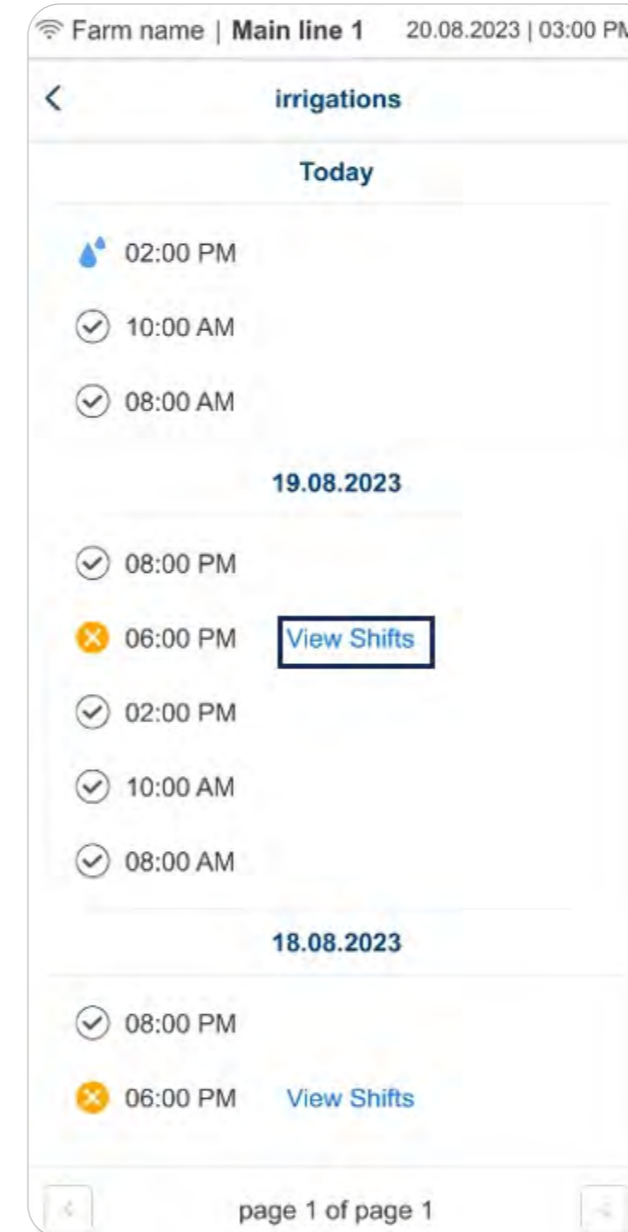 Farm name | Main line 1 20.08.2023 | 03:00 PM
irrigations
Today
02:00 PM
10:00 AM
08:00 AM
19.08.2023
08:00 PM
06:00 PM View Shifts
02:00 PM
10:00 AM
08:00 AM
18.08.2023
08:00 PM
06:00 PM View Shifts
page 1 of page 1